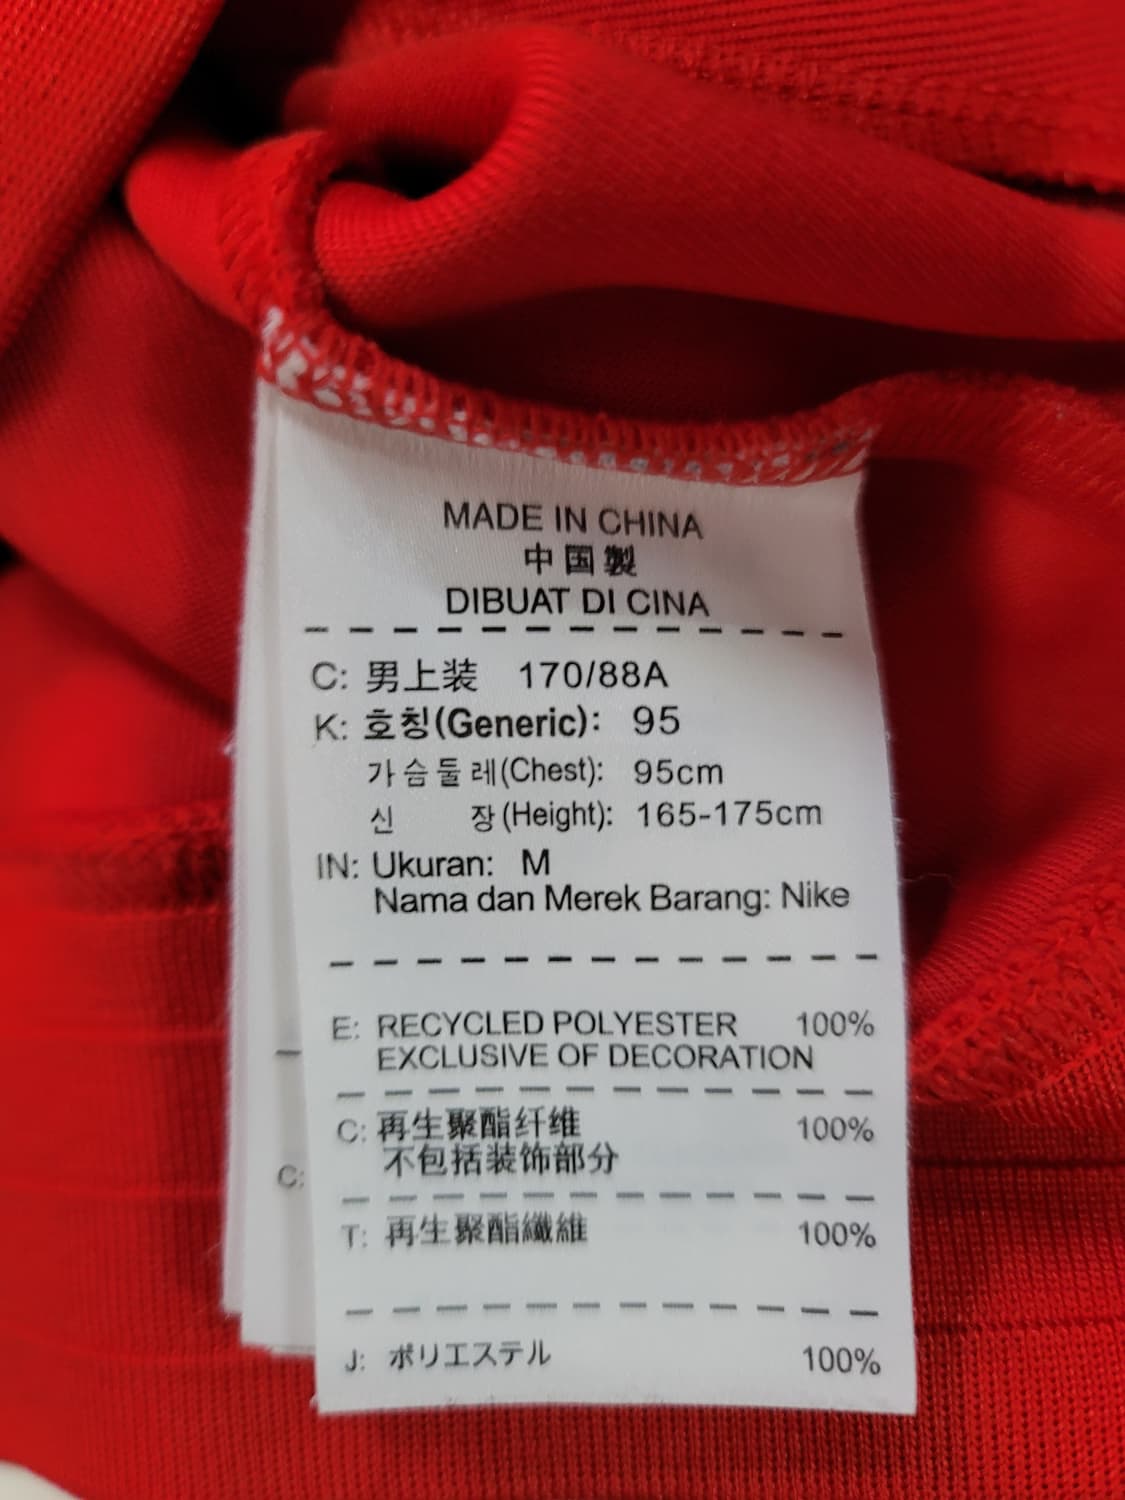 MADE IN CHINA
中国製
DIBUAT DI CINA
C: 男上装 170/88A
K: 호칭(Generic): 95
가슴둘레(Chest): 95cm
신 장(Height): 165-175cm
IN: Ukuran: M
Nama dan Merek Barang: Nike
E: RECYCLED POLYESTER 100%
EXCLUSIVE OF DECORATION
C: 再生聚酯纤维 100%
不包括装饰部分
C:
T: 再生聚酯纖維 100%
J: ポリエステル 100%